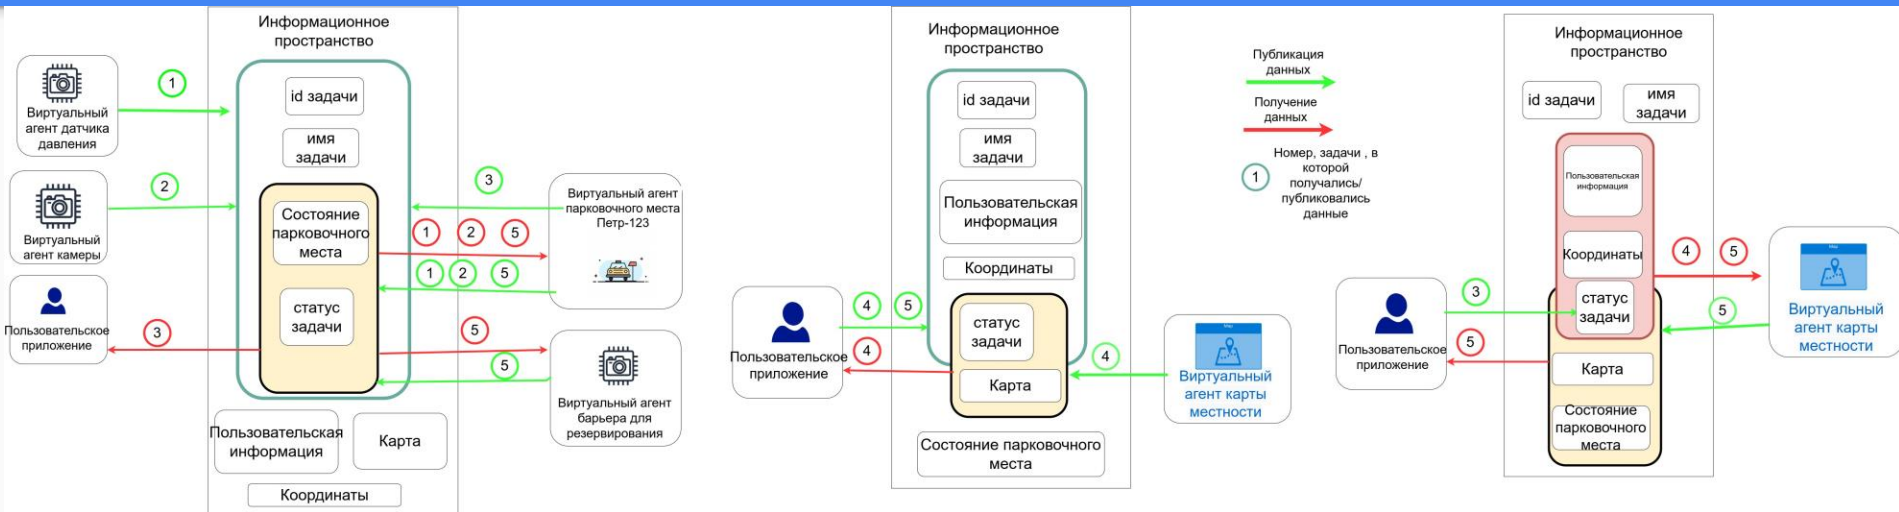 Информационное
пространство
Виртуальный
агент датчика
давления
1
id задачи
имя
задачи
Виртуальный
агент камеры
2
Состояние
парковочного
места
статус
задачи
3
Виртуальный агент
парковочного места
Петр-123
1 2 5
1 2 5
Пользовательское
приложение
3
5
5
Виртуальный агент
барьера для
резервирования
Пользовательская
информация
Карта
Координаты
Информационное
пространство
id задачи
имя
задачи
Пользовательская
информация
Координаты
статус
задачи
Карта
Состояние парковочного
места
Пользовательское
приложение
4 5
4
4
Map
Виртуальный
агент карты
местности
Публикация
данных
Получение
данных
1
Номер, задачи , в
которой
получались/
публиковались
данные
Информационное
пространство
id задачи
имя
задачи
Пользовательская
информация
Координаты
статус
задачи
Карта
Состояние
парковочного
места
Пользовательское
приложение
3
5
4 5
5
Map
Виртуальный
агент карты
местности